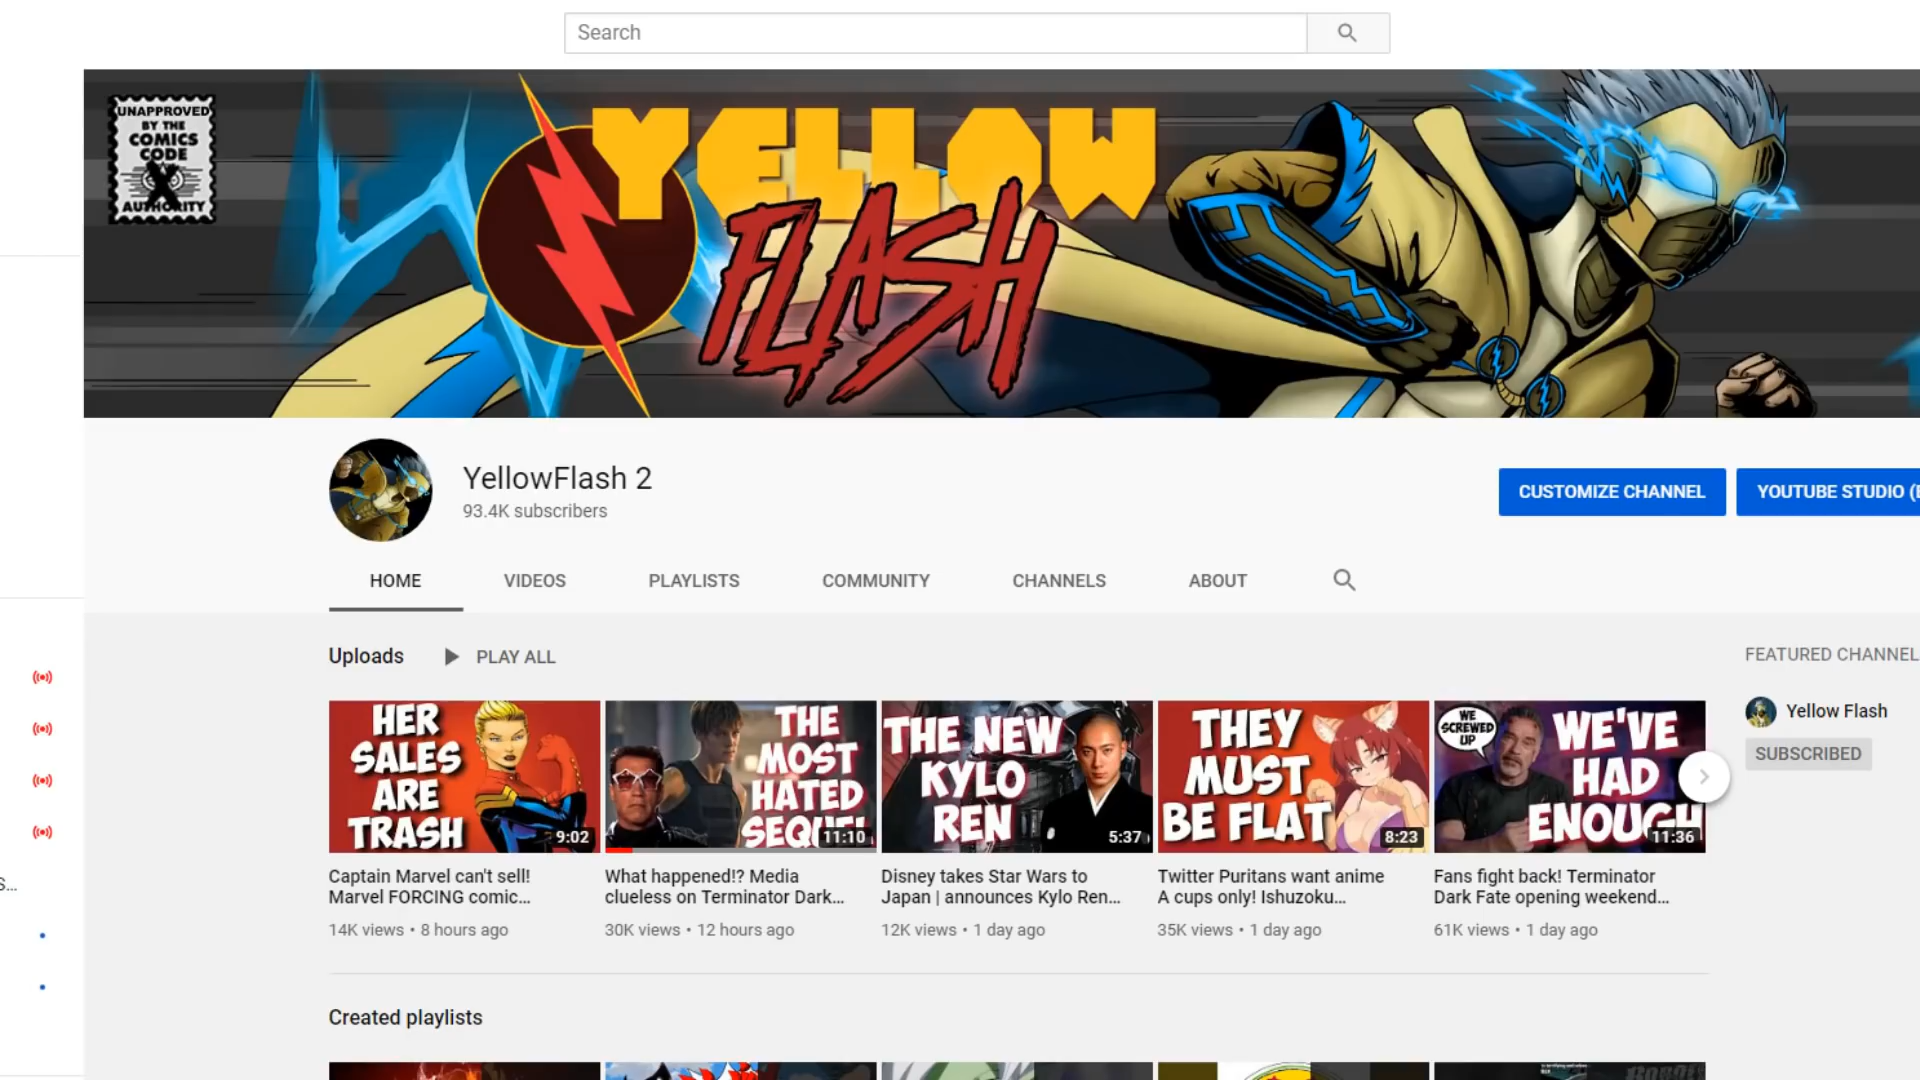 Search
UNAPPROVED
BY THE
COMICS
CODE
AUTHORITY
YELLOW
FLASH
YellowFlash 2
93.4K subscribers
CUSTOMIZE CHANNEL
YOUTUBE STUDIO (
HOME
VIDEOS
PLAYLISTS
COMMUNITY
CHANNELS
ABOUT
Uploads
PLAY ALL
FEATURED CHANNEL
Yellow Flash
SUBSCRIBED
HER
SALES
ARE
TRASH
9:02
THE
MOST
HATED
SEQUEL
11:10
THE NEW
KYLO
REN
5:37
THEY
MUST
BE FLAT
8:23
WE
SCREWED
UP
WE'VE
HAD
ENOUGH
11:36
Captain Marvel can't sell!
Marvel FORCING comic...
14K views • 8 hours ago
What happened!? Media
clueless on Terminator Dark...
30K views • 12 hours ago
Disney takes Star Wars to
Japan | announces Kylo Ren...
12K views • 1 day ago
Twitter Puritans want anime
A cups only! Ishuzoku...
35K views • 1 day ago
Fans fight back! Terminator
Dark Fate opening weekend...
61K views • 1 day ago
S...
Created playlists